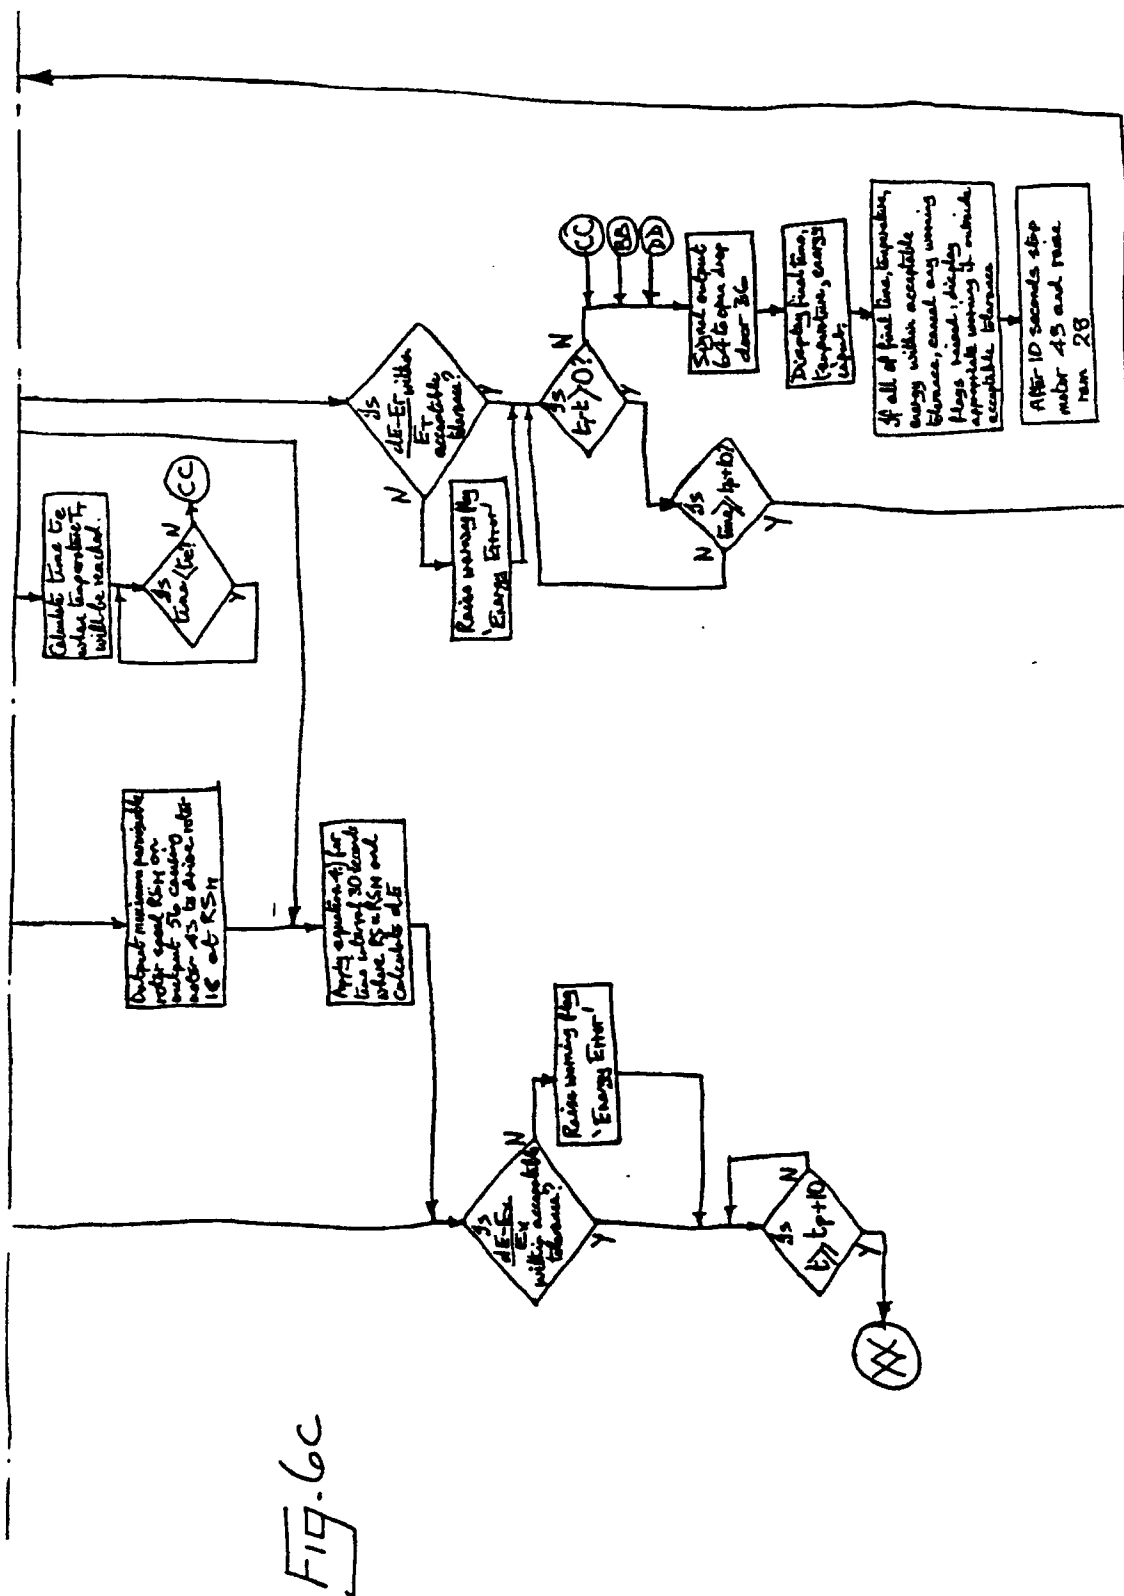 Fig. 6c
Output maximum permissible
rotor speed RSM on
output 56 causing
motor 43 to drive rotor
18 at RSM
Apply equation 4) for
time interval 30 seconds
where RS = RSM and
Calculate dE
Is
dE-Ex
Ex
within acceptable
tolerance?
N
Y
Raise warning flag
'Energy Error'
Is
t ⩾ tp+10
N
Y
XX
Calculate time te
when temperature TT
will be reached.
Is
time < te?
N
Y
CC
Is
dE-ET within
ET
acceptable
tolerance?
N
Y
Raise warning flag
'Energy Error'
Is
tp-t > 0?
N
Y
Is
time ⩾ tp+10?
N
Y
CC
BB
DD
Signal output
64 to open drop
door 36
Display final time,
temperature, energy
input.
If all of final time, temperature,
energy within acceptable
tolerance, cancel any warning
flags raised; display
appropriate warning if outside
acceptable tolerance
After 10 seconds stop
motor 43 and raise
ram 28